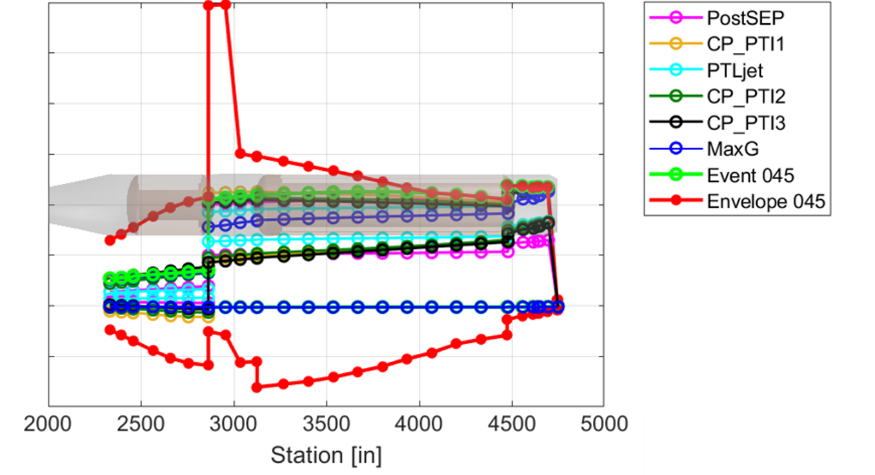 PostSEP
CP_PTI1
PTLjet
CP_PTI2
CP_PTI3
MaxG
Event 045
Envelope 045
2000 2500 3000 3500 4000 4500 5000
Station [in]